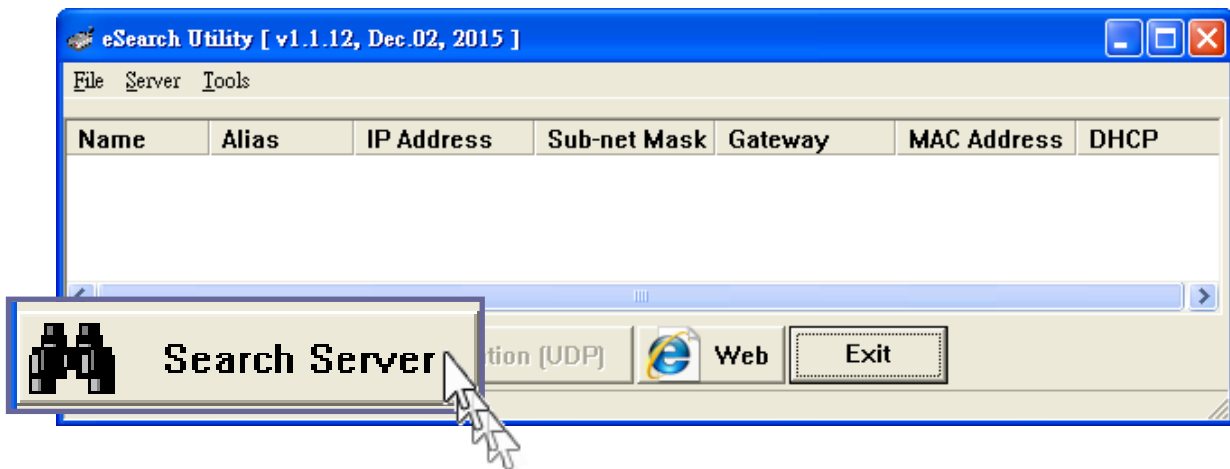 eSearch Utility [ v1.1.12, Dec.02, 2015 ]
File Server Tools
Name Alias IP Address Sub-net Mask Gateway MAC Address DHCP
Search Server tion (UDP) Web Exit